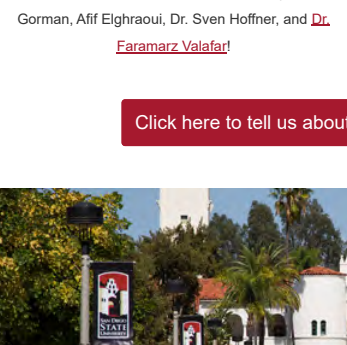 Gorman, Afif Elghraoui, Dr. Sven Hoffner, and Dr.
Faramarz Valafar!
Click here to tell us about
SAN DIEGO
STATE
UNIVERSITY